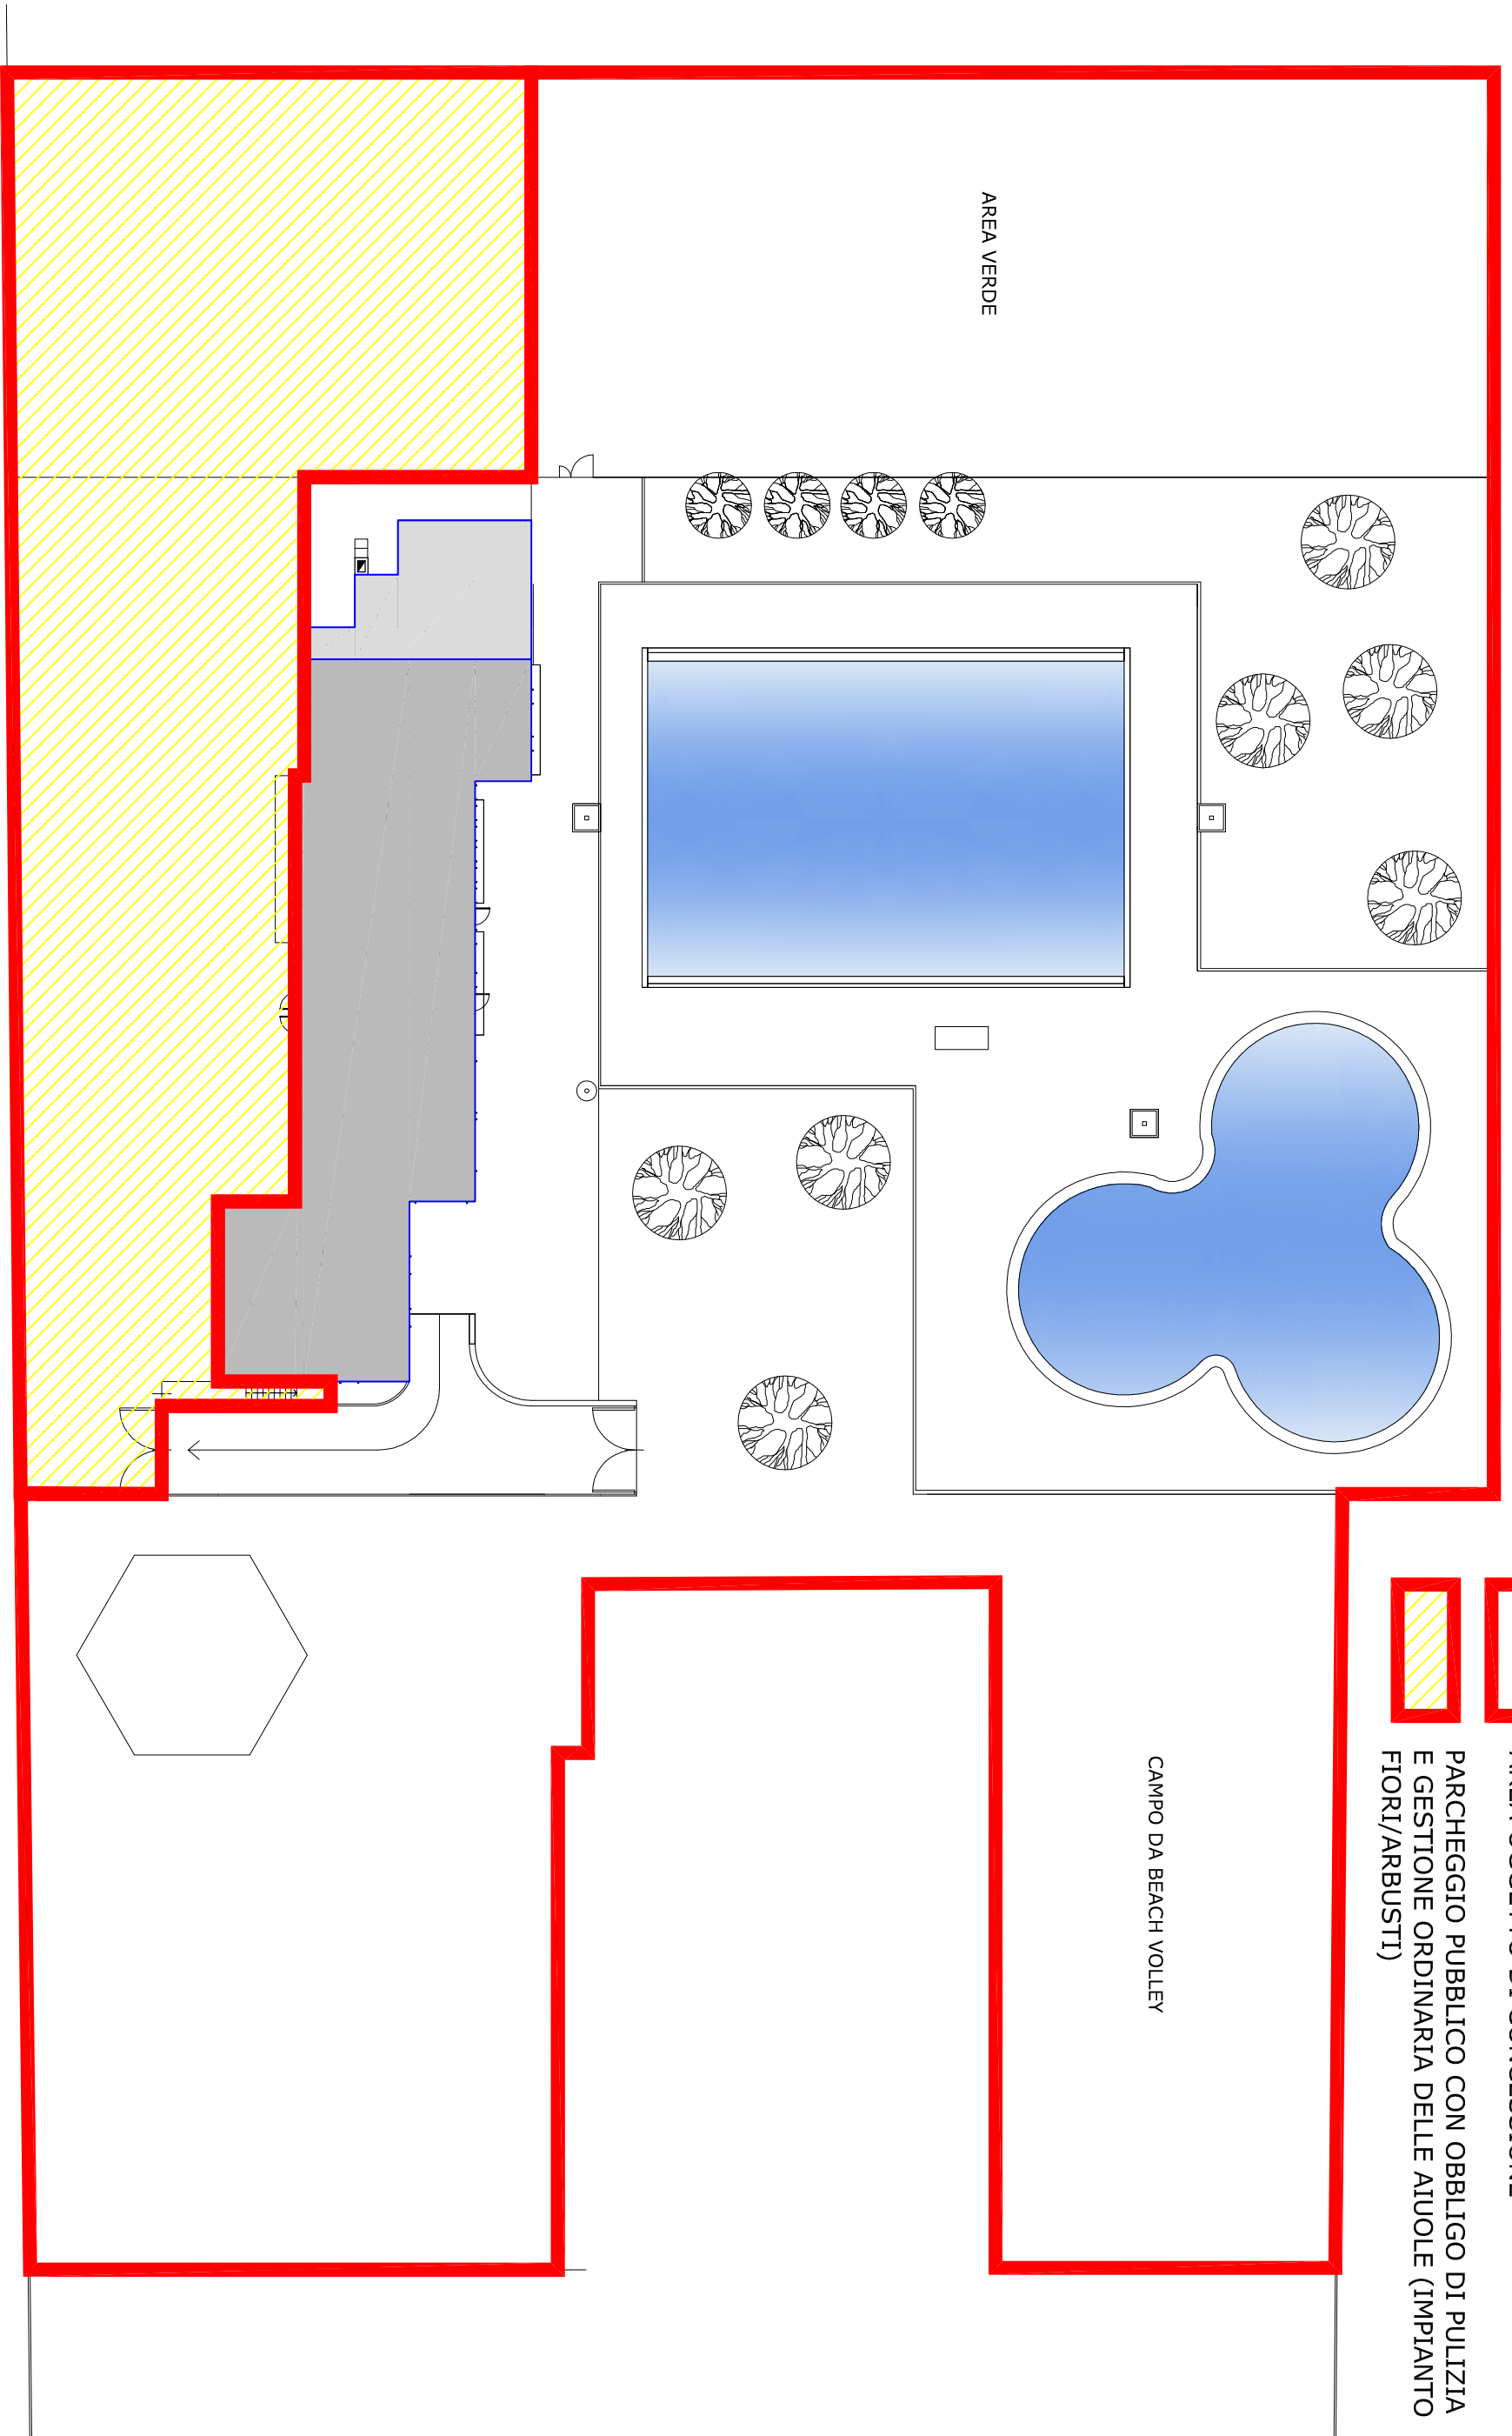 AREA VERDE
CAMPO DA BEACH VOLLEY
PARCHEGGIO PUBBLICO CON OBBLIGO DI PULIZIA
E GESTIONE ORDINARIA DELLE AIUOLE (IMPIANTO
FIORI/ARBUSTI)